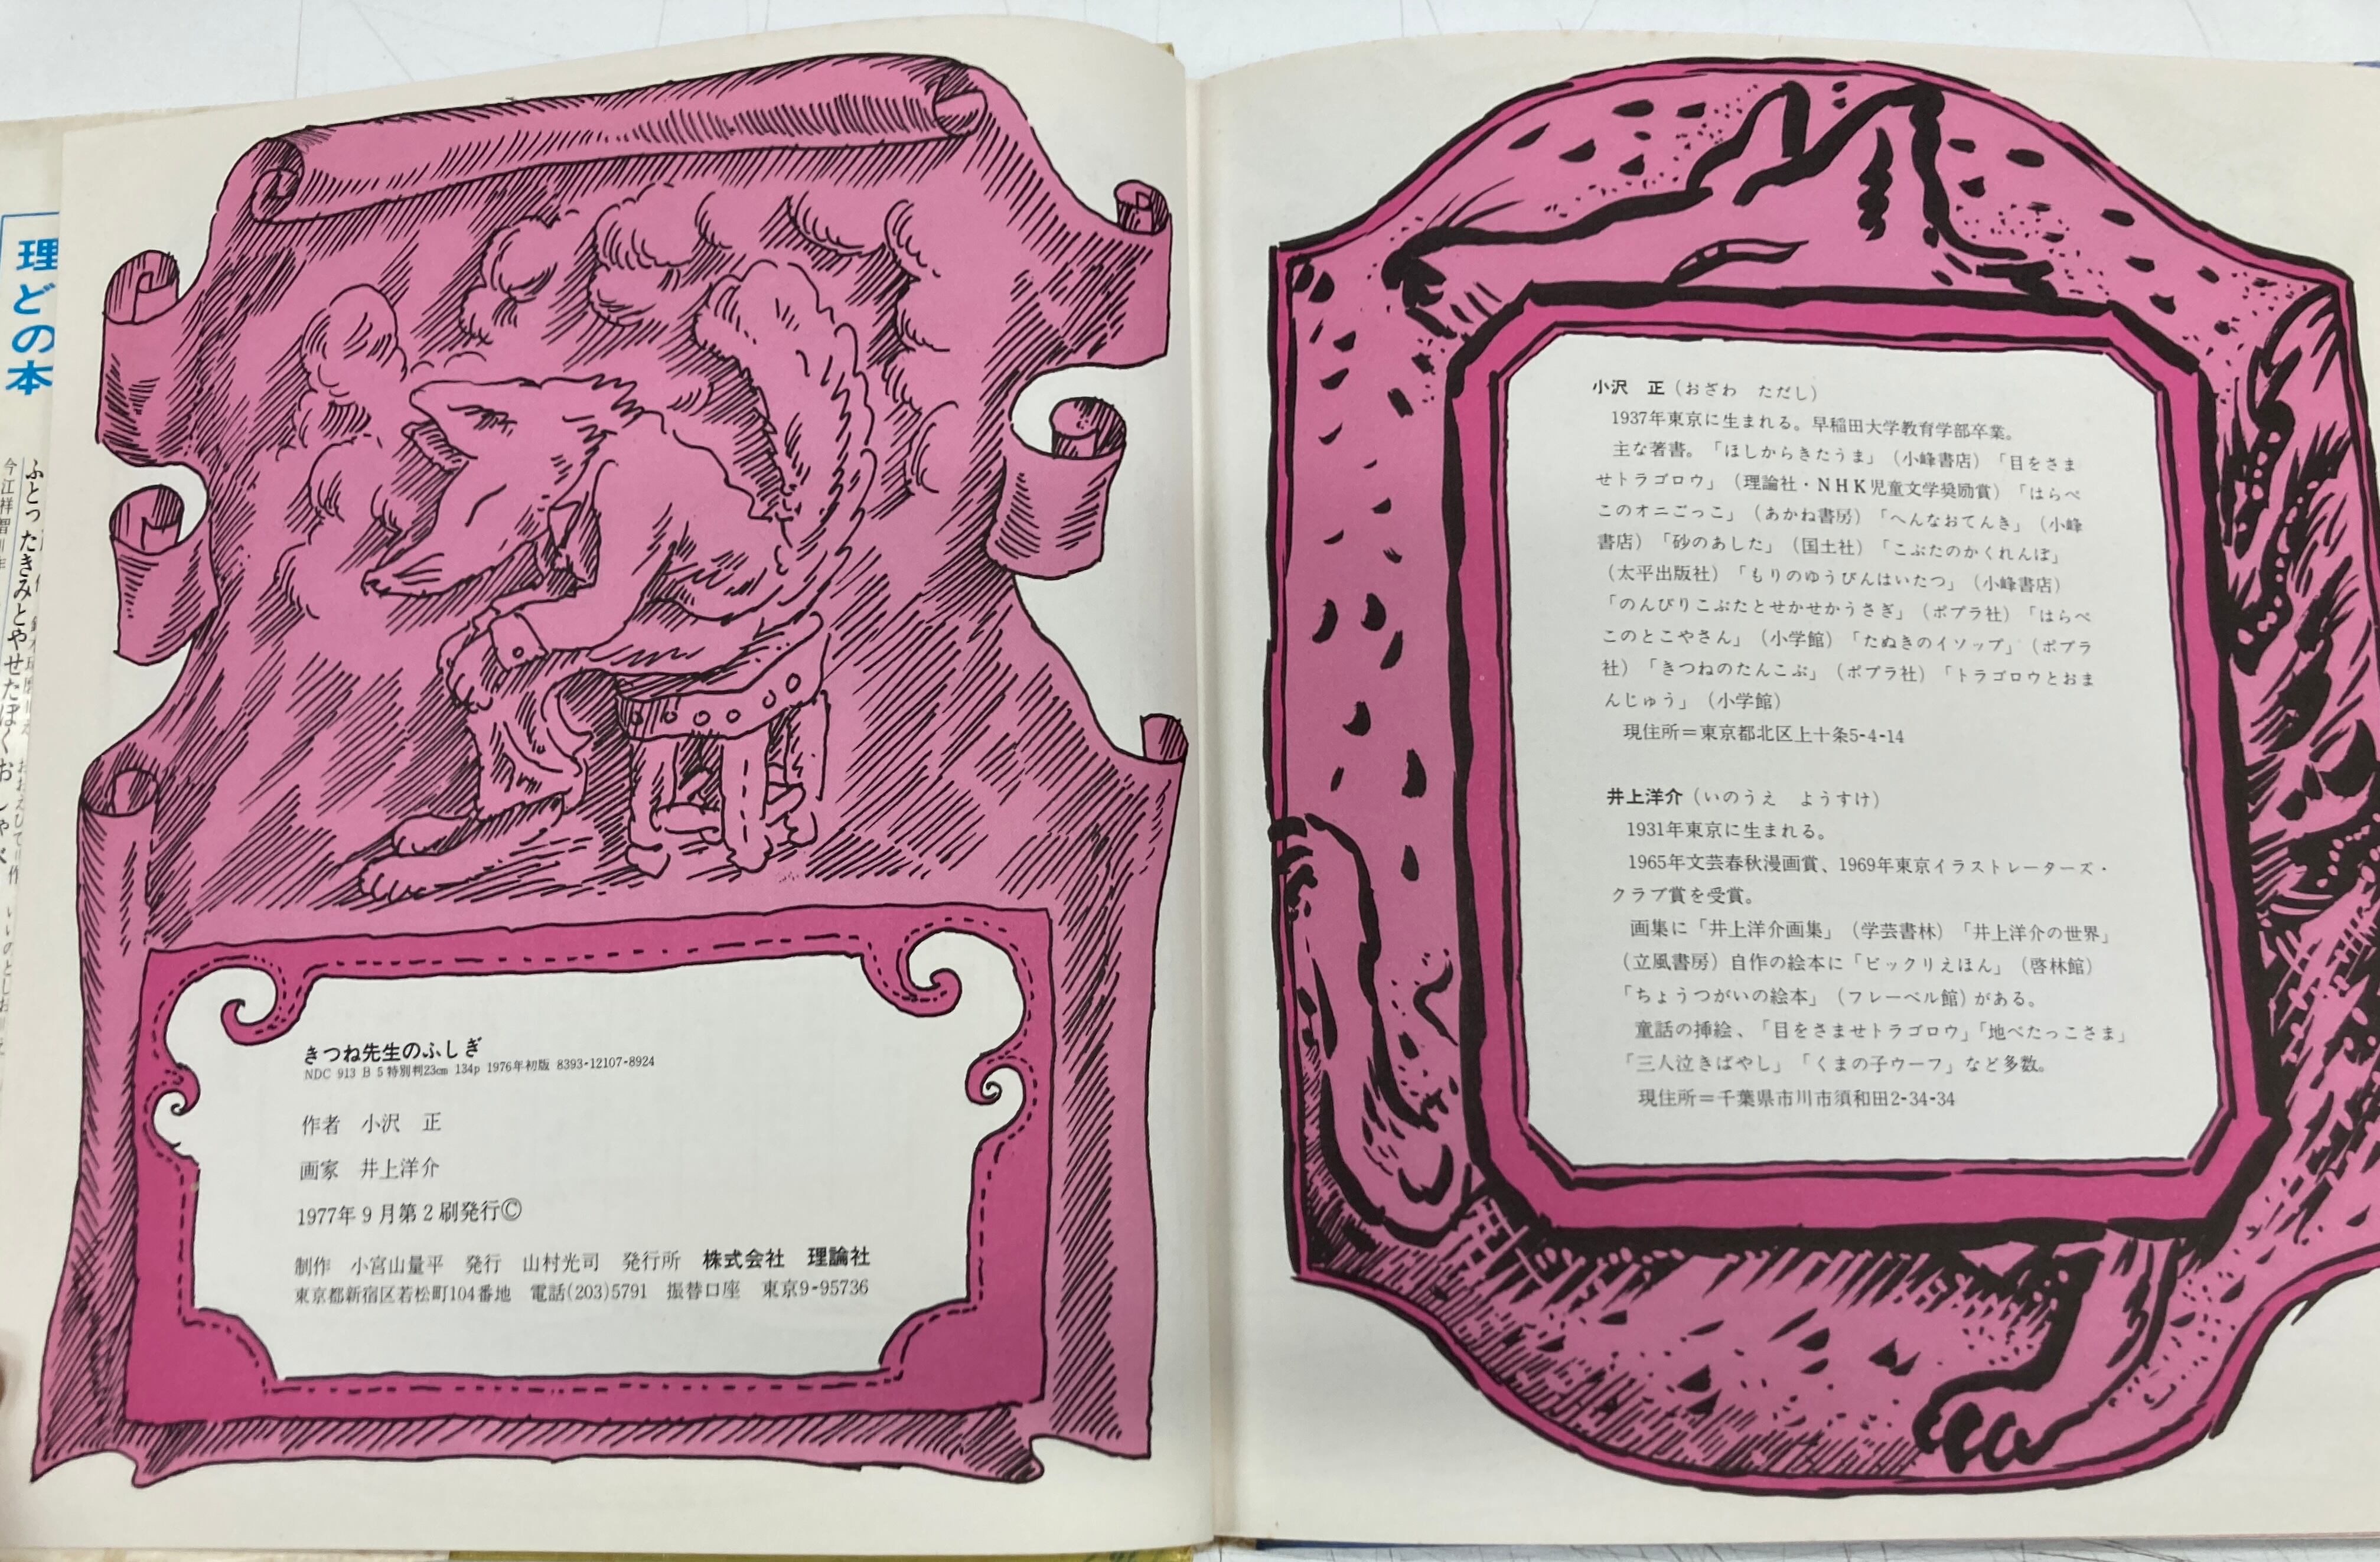 理
どの本
ふとったきみとやせたぼく
きつね先生のふしぎ
NDC 913 B5特別判23cm 134p 1976年初版 8393-12107-8924
作者 小沢 正
画家 井上洋介
1977年9月第2刷発行©
制作 小宮山量平 発行 山村光司 発行所 株式会社 理論社
東京都新宿区若松町104番地 電話(203)5791 振替口座 東京9-95736
小沢 正（おざわ ただし）
1937年東京に生まれる。早稲田大学教育学部卒業。
主な著書。「ほしからきたうま」（小峰書店）「目をさま
せトラゴロウ」（理論社・NHK児童文学奨励賞）「はらぺ
このオニごっこ」（あかね書房）「へんなおてんき」（小峰
書店）「砂のあした」（国土社）「こぶたのかくれんぼ」
（太平出版社）「もりのゆうびんはいたつ」（小峰書店）
「のんびりこぶたとせかせかうさぎ」（ポプラ社）「はらぺ
このとこやさん」（小学館）「たぬきのイソップ」（ポプラ
社）「きつねのたんこぶ」（ポプラ社）「トラゴロウとおま
んじゅう」（小学館）
現住所＝東京都北区上十条5-4-14
井上洋介（いのうえ ようすけ）
1931年東京に生まれる。
1965年文芸春秋漫画賞、1969年東京イラストレーターズ・
クラブ賞を受賞。
画集に「井上洋介画集」（学芸書林）「井上洋介の世界」
（立風書房）自作の絵本に「ビックリえほん」（啓林館）
「ちょうつがいの絵本」（フレーベル館）がある。
童話の挿絵、「目をさませトラゴロウ」「地べたっこさま」
「三人泣きばやし」「くまの子ウーフ」など多数。
現住所＝千葉県市川市須和田2-34-34